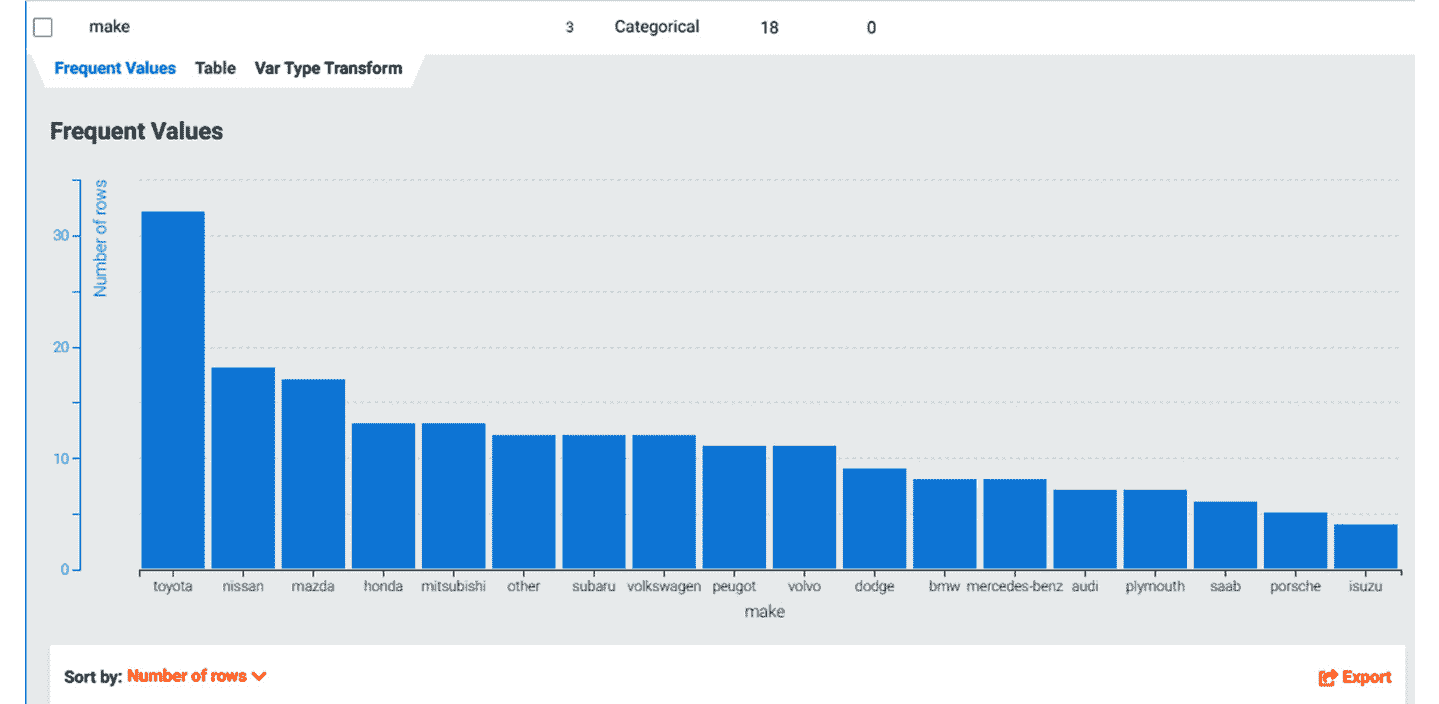 make 3 Categorical 18 0
Frequent Values Table Var Type Transform
Frequent Values
Number of rows
30
20
10
0
toyota nissan mazda honda mitsubishi other subaru volkswagen peugot volvo dodge bmw mercedes-benz audi plymouth saab porsche isuzu
make
Sort by: Number of rows Export